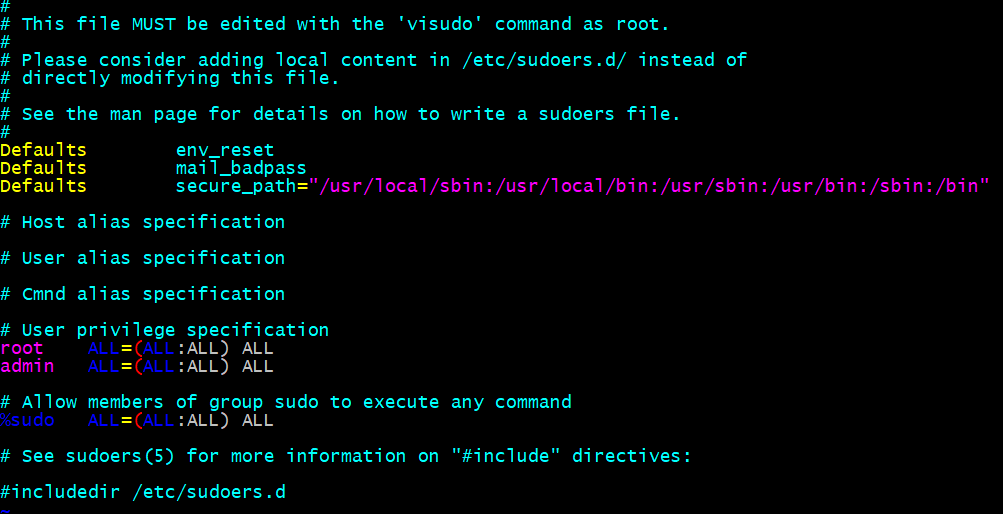 #
# This file MUST be edited with the 'visudo' command as root.
#
# Please consider adding local content in /etc/sudoers.d/ instead of
# directly modifying this file.
#
# See the man page for details on how to write a sudoers file.
#
Defaults        env_reset
Defaults        mail_badpass
Defaults        secure_path="/usr/local/sbin:/usr/local/bin:/usr/sbin:/usr/bin:/sbin:/bin"

# Host alias specification

# User alias specification

# Cmnd alias specification

# User privilege specification
root    ALL=(ALL:ALL) ALL
admin   ALL=(ALL:ALL) ALL

# Allow members of group sudo to execute any command
%sudo   ALL=(ALL:ALL) ALL

# See sudoers(5) for more information on "#include" directives:

#includedir /etc/sudoers.d
~